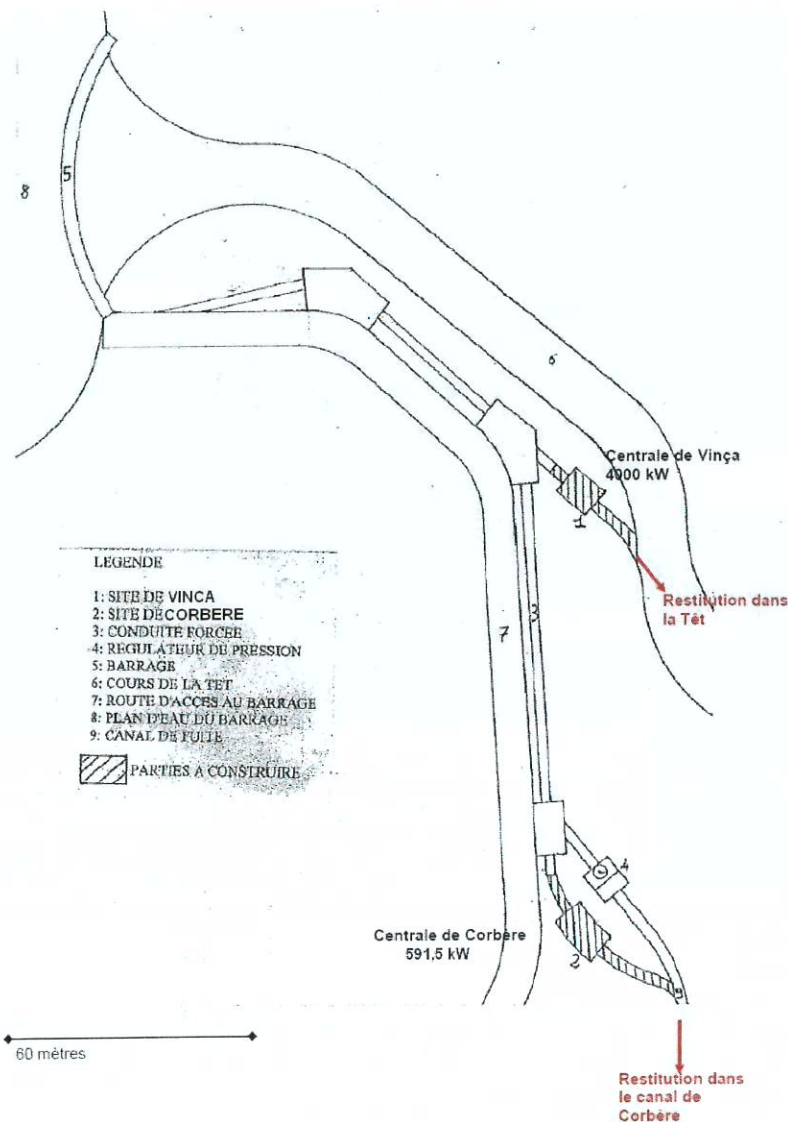 5
8
6
Centrale de Vinça
4000 kW
1
Restitution dans
la Têt
3
7
LEGENDE
1: SITE DE VINCA
2: SITE DE CORBERE
3: CONDUITE FORCEE
4: REGULATEUR DE PRESSION
5: BARRAGE
6: COURS DE LA TET
7: ROUTE D'ACCES AU BARRAGE
8: PLAN D'EAU DU BARRAGE
9: CANAL DE FUITE
PARTIES A CONSTRUIRE
4
Centrale de Corbère
591,5 kW
2
9
60 mètres
Restitution dans
le canal de
Corbère